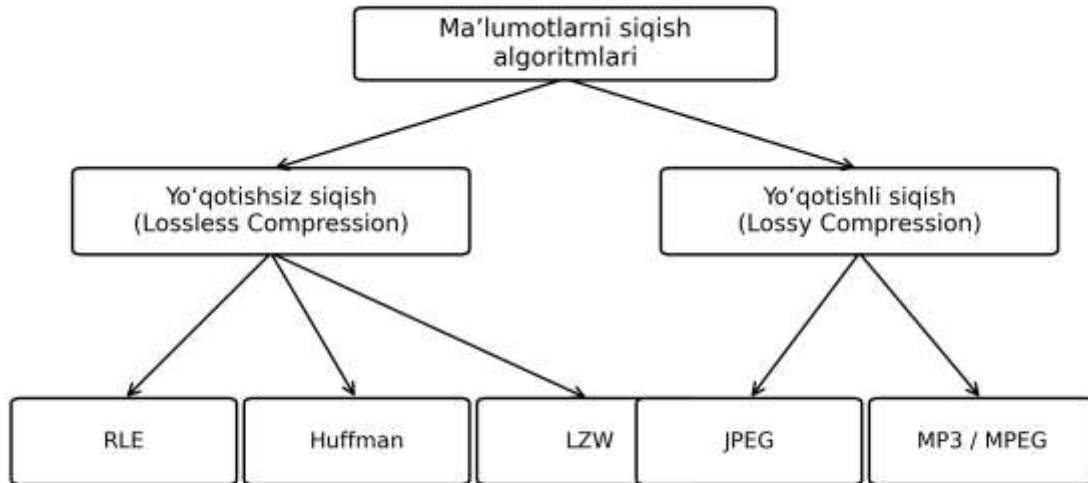 Ma’lumotlarni siqish
algoritmlari
Yo‘qotishsiz siqish
(Lossless Compression)
Yo‘qotishli siqish
(Lossy Compression)
RLE
Huffman
LZW
JPEG
MP3 / MPEG